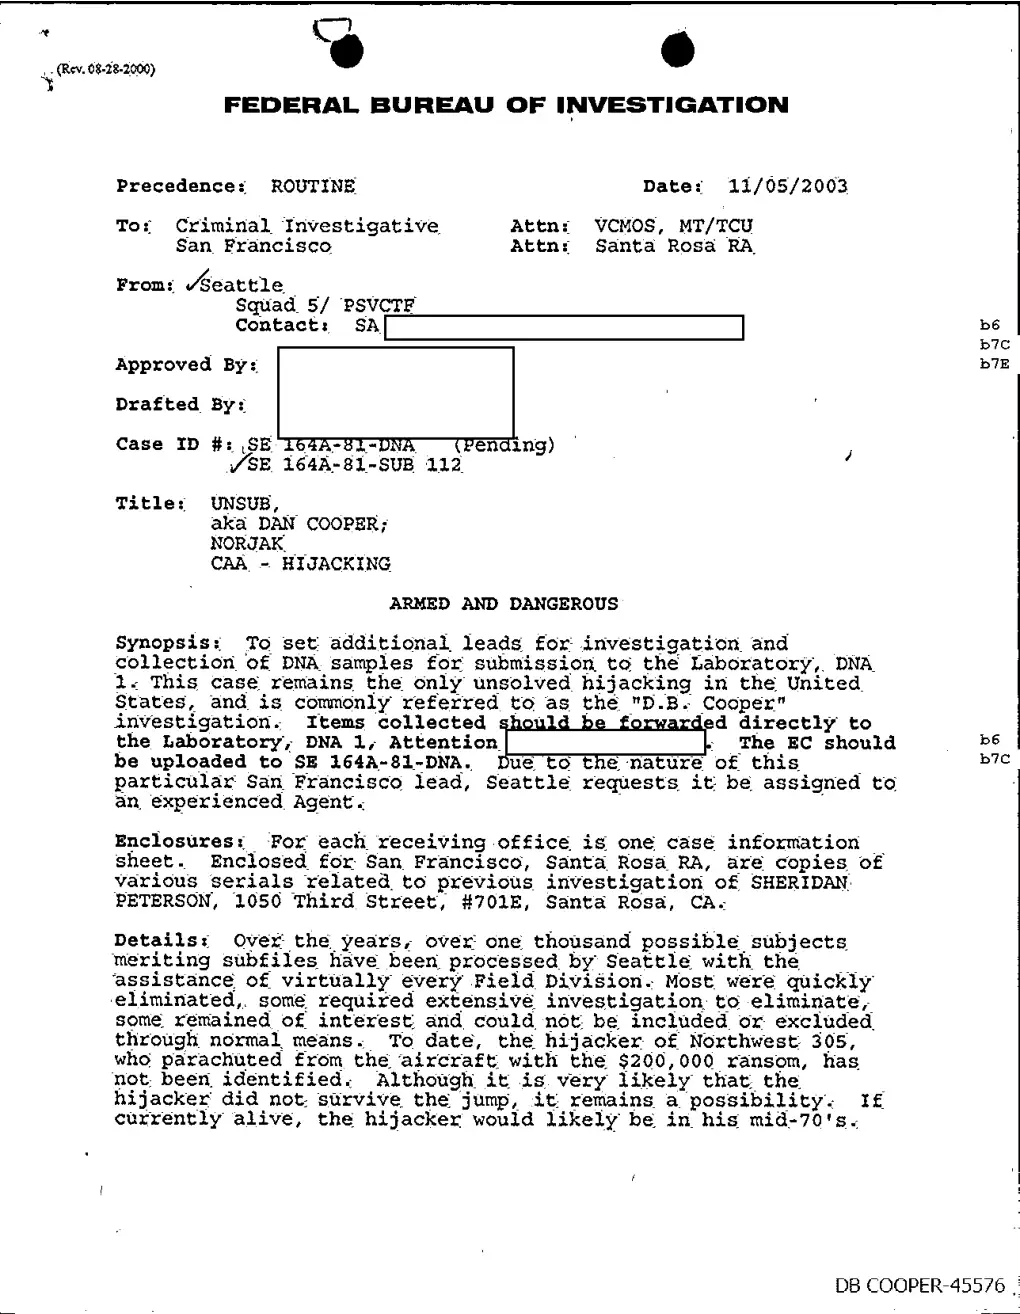 (Rev. 08-28-2000)
FEDERAL BUREAU OF INVESTIGATION
Precedence: ROUTINE Date: 11/05/2003
To: Criminal Investigative Attn: VCMOS, MT/TCU
San Francisco Attn: Santa Rosa RA
From: Seattle
Squad 5/ PSVCTF
Contact: SA
b6
b7C
Approved By: b7E
Drafted By:
Case ID #: SE 164A-81-DNA (Pending)
SE 164A-81-SUB 112
Title: UNSUB,
aka DAN COOPER;
NORJAK
CAA - HIJACKING
ARMED AND DANGEROUS
Synopsis: To set additional leads for investigation and
collection of DNA samples for submission to the Laboratory, DNA
1. This case remains the only unsolved hijacking in the United
States, and is commonly referred to as the "D.B. Cooper"
investigation. Items collected should be forwarded directly to
the Laboratory, DNA 1, Attention . The EC should b6
be uploaded to SE 164A-81-DNA. Due to the nature of this b7C
particular San Francisco lead, Seattle requests it be assigned to
an experienced Agent.
Enclosures: For each receiving office is one case information
sheet. Enclosed for San Francisco, Santa Rosa RA, are copies of
various serials related to previous investigation of SHERIDAN
PETERSON, 1050 Third Street, #701E, Santa Rosa, CA.
Details: Over the years, over one thousand possible subjects
meriting subfiles have been processed by Seattle with the
assistance of virtually every Field Division. Most were quickly
eliminated, some required extensive investigation to eliminate,
some remained of interest and could not be included or excluded
through normal means. To date, the hijacker of Northwest 305,
who parachuted from the aircraft with the $200,000 ransom, has
not been identified. Although it is very likely that the
hijacker did not survive the jump, it remains a possibility. If
currently alive, the hijacker would likely be in his mid-70's.
DB COOPER-45576